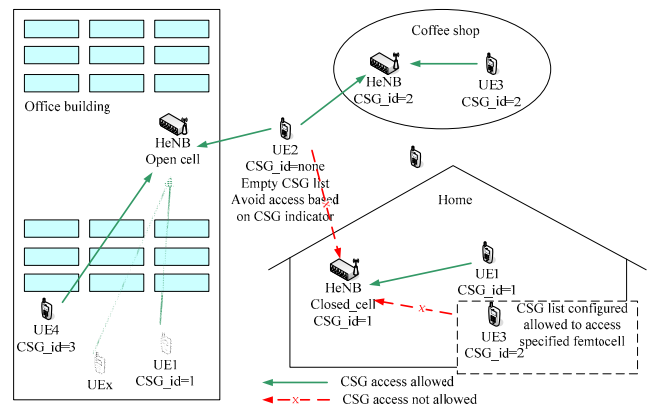 Coffee shop
HeNB
CSG_id=2
UE3
CSG_id=2
Office building
HeNB
Open cell
UE2
CSG_id=none
Empty CSG list
Avoid access based
on CSG indicator
x
Home
HeNB
Closed_cell
CSG_id=1
UE1
CSG_id=1
x
CSG list configured
allowed to access
specified femtocell
UE3
CSG_id=2
UE4
CSG_id=3
UEx
UE1
CSG_id=1
CSG access allowed
x
CSG access not allowed